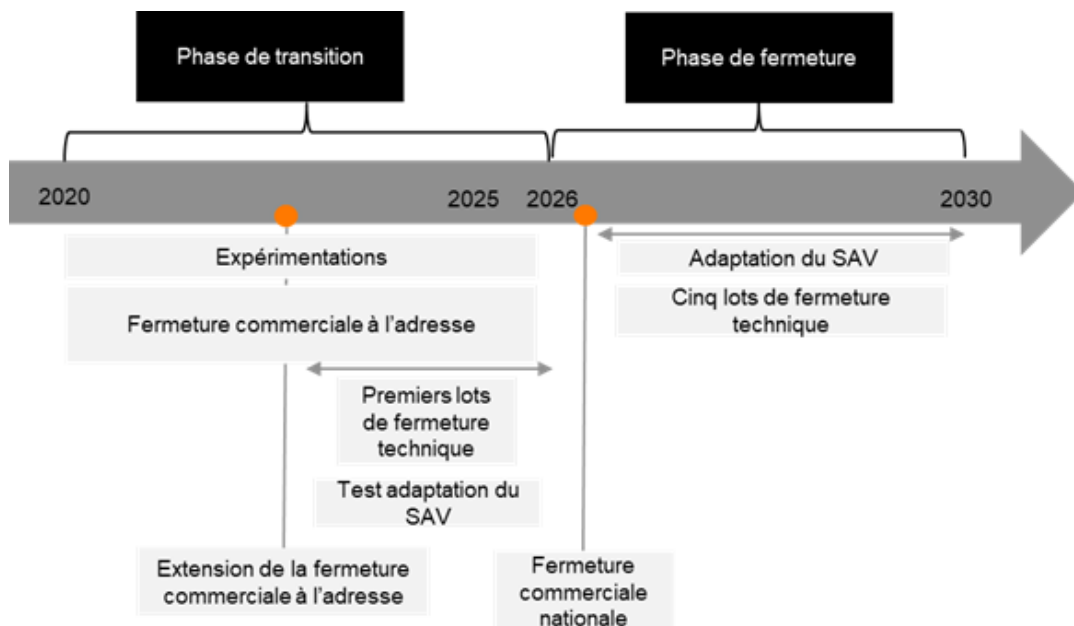 Phase de transition
Phase de fermeture
2020
2025
2026
2030
Expérimentations
Adaptation du SAV
Fermeture commerciale à l’adresse
Cinq lots de fermeture
technique
Premiers lots
de fermeture
technique
Test adaptation du
SAV
Extension de la fermeture
commerciale à l’adresse
Fermeture
commerciale
nationale